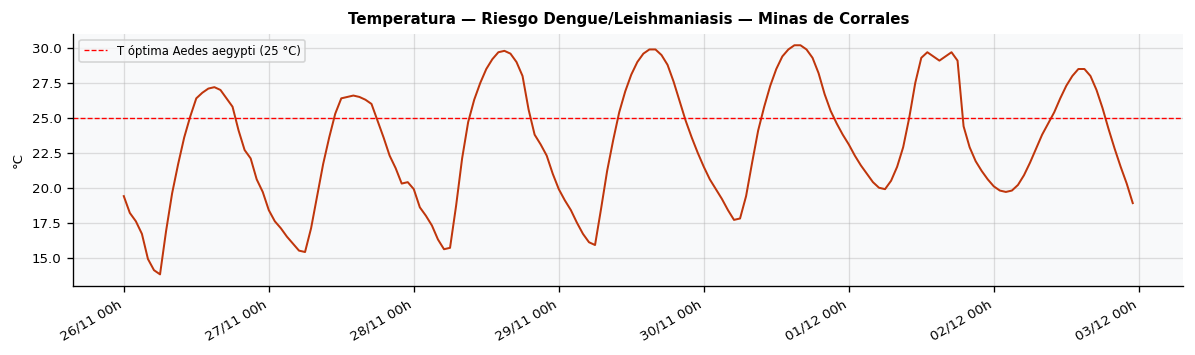 Temperatura — Riesgo Dengue/Leishmaniasis — Minas de Corrales
T óptima Aedes aegypti (25 °C)
°C
30.0
27.5
25.0
22.5
20.0
17.5
15.0
26/11 00h
27/11 00h
28/11 00h
29/11 00h
30/11 00h
01/12 00h
02/12 00h
03/12 00h